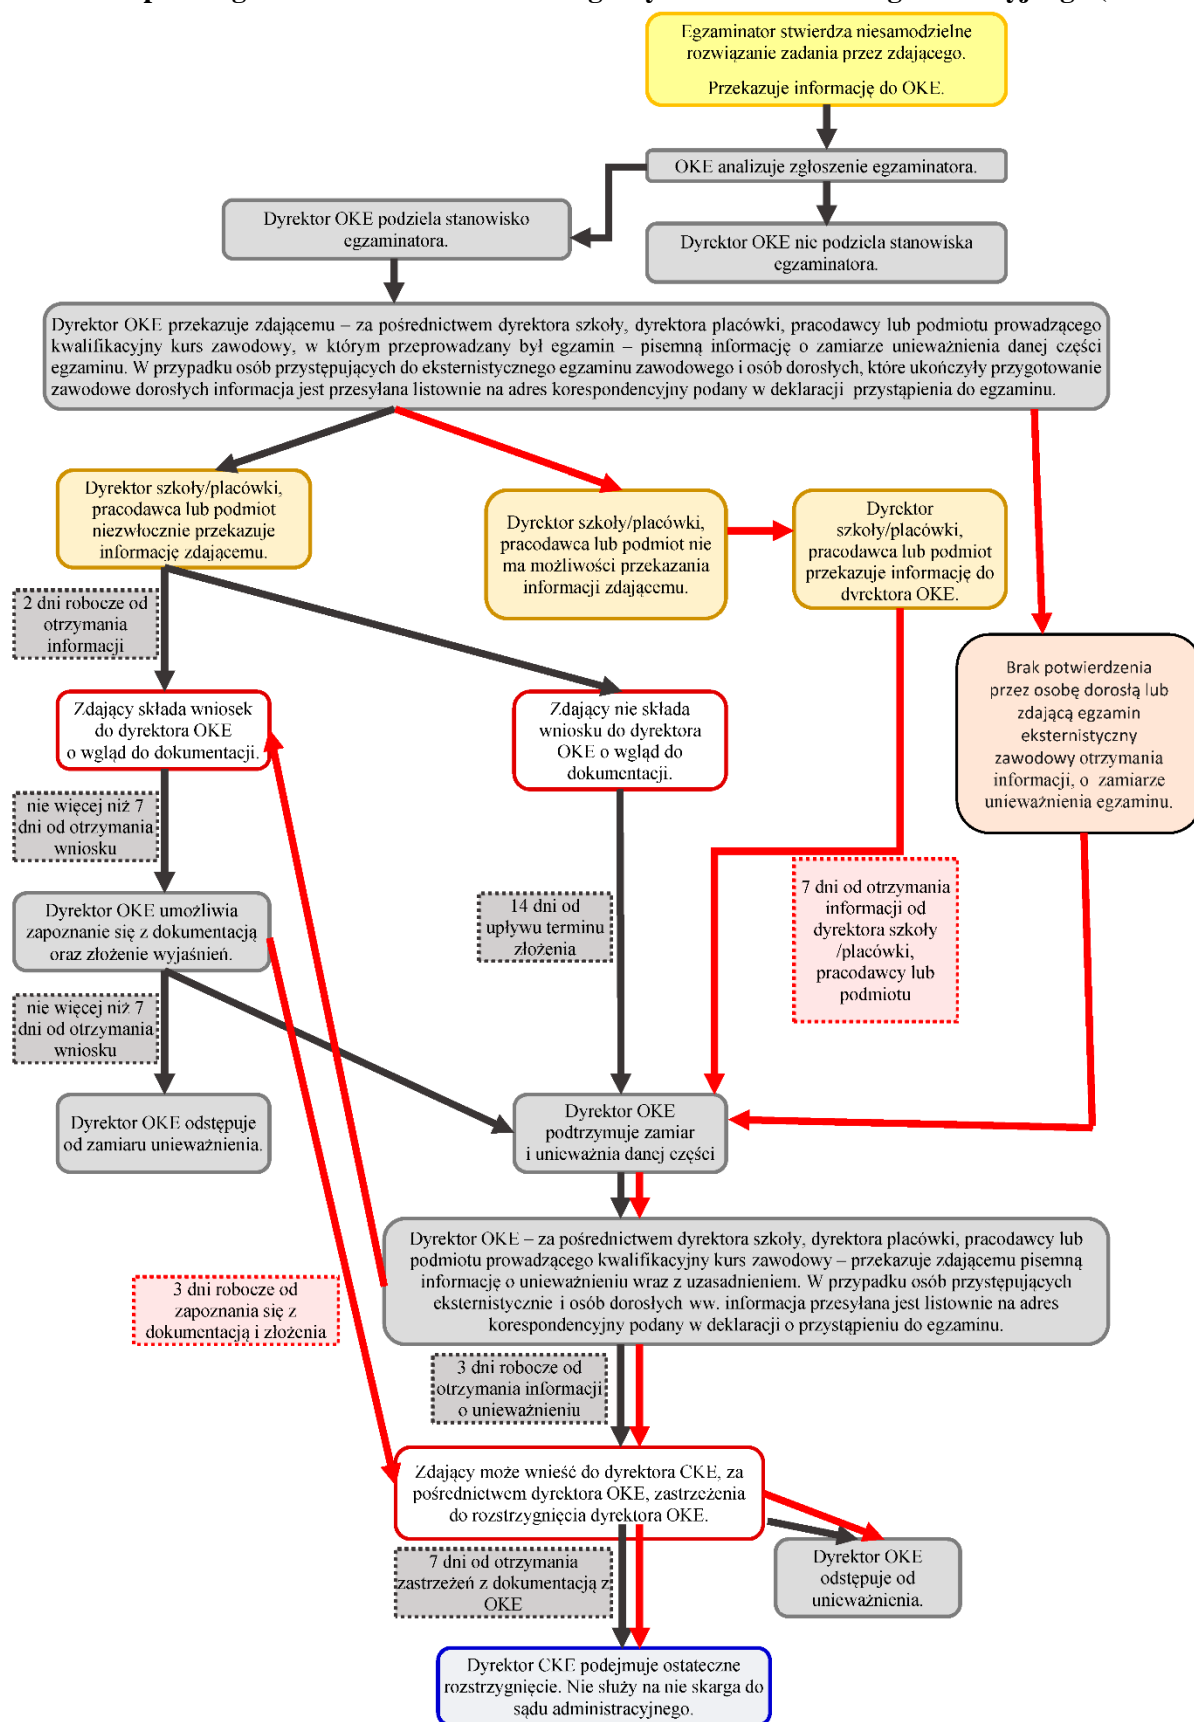 Egzaminator stwierdza niesamodzielne
rozwiązanie zadania przez zdającego.
Przekazuje informację do OKE.
OKE analizuje zgłoszenie egzaminatora.
Dyrektor OKE podziela stanowisko
egzaminatora.
Dyrektor OKE nie podziela stanowiska
egzaminatora.
Dyrektor OKE przekazuje zdającemu – za pośrednictwem dyrektora szkoły, dyrektora placówki, pracodawcy lub podmiotu prowadzącego
kwalifikacyjny kurs zawodowy, w którym przeprowadzany był egzamin – pisemną informację o zamiarze unieważnienia danej części
egzaminu. W przypadku osób przystępujących do eksternistycznego egzaminu zawodowego i osób dorosłych, które ukończyły przygotowanie
zawodowe dorosłych informacja jest przesyłana listownie na adres korespondencyjny podany w deklaracji przystąpienia do egzaminu.
Dyrektor szkoły/placówki,
pracodawca lub podmiot
niezwłocznie przekazuje
informację zdającemu.
Dyrektor szkoły/placówki,
pracodawca lub podmiot nie
ma możliwości przekazania
informacji zdającemu.
Dyrektor
szkoły/placówki,
pracodawca lub podmiot
przekazuje informację do
dyrektora OKE.
2 dni robocze od
otrzymania
informacji
Brak potwierdzenia
przez osobę dorosłą lub
zdającą egzamin
eksternistyczny
zawodowy otrzymania
informacji, o zamiarze
unieważnienia egzaminu.
Zdający składa wniosek
do dyrektora OKE
o wgląd do dokumentacji.
Zdający nie składa
wniosku do dyrektora
OKE o wgląd do
dokumentacji.
nie więcej niż 7
dni od otrzymania
wniosku
7 dni od otrzymania
informacji od
dyrektora szkoły
/placówki,
pracodawcy lub
podmiotu
Dyrektor OKE umożliwia
zapoznanie się z dokumentacją
oraz złożenie wyjaśnień.
14 dni od
upływu terminu
złożenia
nie więcej niż 7
dni od otrzymania
wniosku
Dyrektor OKE odstępuje
od zamiaru unieważnienia.
Dyrektor OKE
podtrzymuje zamiar
i unieważnia danej części
Dyrektor OKE – za pośrednictwem dyrektora szkoły, dyrektora placówki, pracodawcy lub
podmiotu prowadzącego kwalifikacyjny kurs zawodowy – przekazuje zdającemu pisemną
informację o unieważnieniu wraz z uzasadnieniem. W przypadku osób przystępujących
eksternistycznie i osób dorosłych ww. informacja przesyłana jest listownie na adres
korespondencyjny podany w deklaracji o przystąpieniu do egzaminu.
3 dni robocze od
zapoznania się z
dokumentacją i złożenia
3 dni robocze od
otrzymania informacji
o unieważnieniu
Zdający może wnieść do dyrektora CKE, za
pośrednictwem dyrektora OKE, zastrzeżenia
do rozstrzygnięcia dyrektora OKE.
7 dni od otrzymania
zastrzeżeń z dokumentacją z
OKE
Dyrektor OKE
odstępuje od
unieważnienia.
Dyrektor CKE podejmuje ostateczne
rozstrzygnięcie. Nie służy na nie skarga do
sądu administracyjnego.